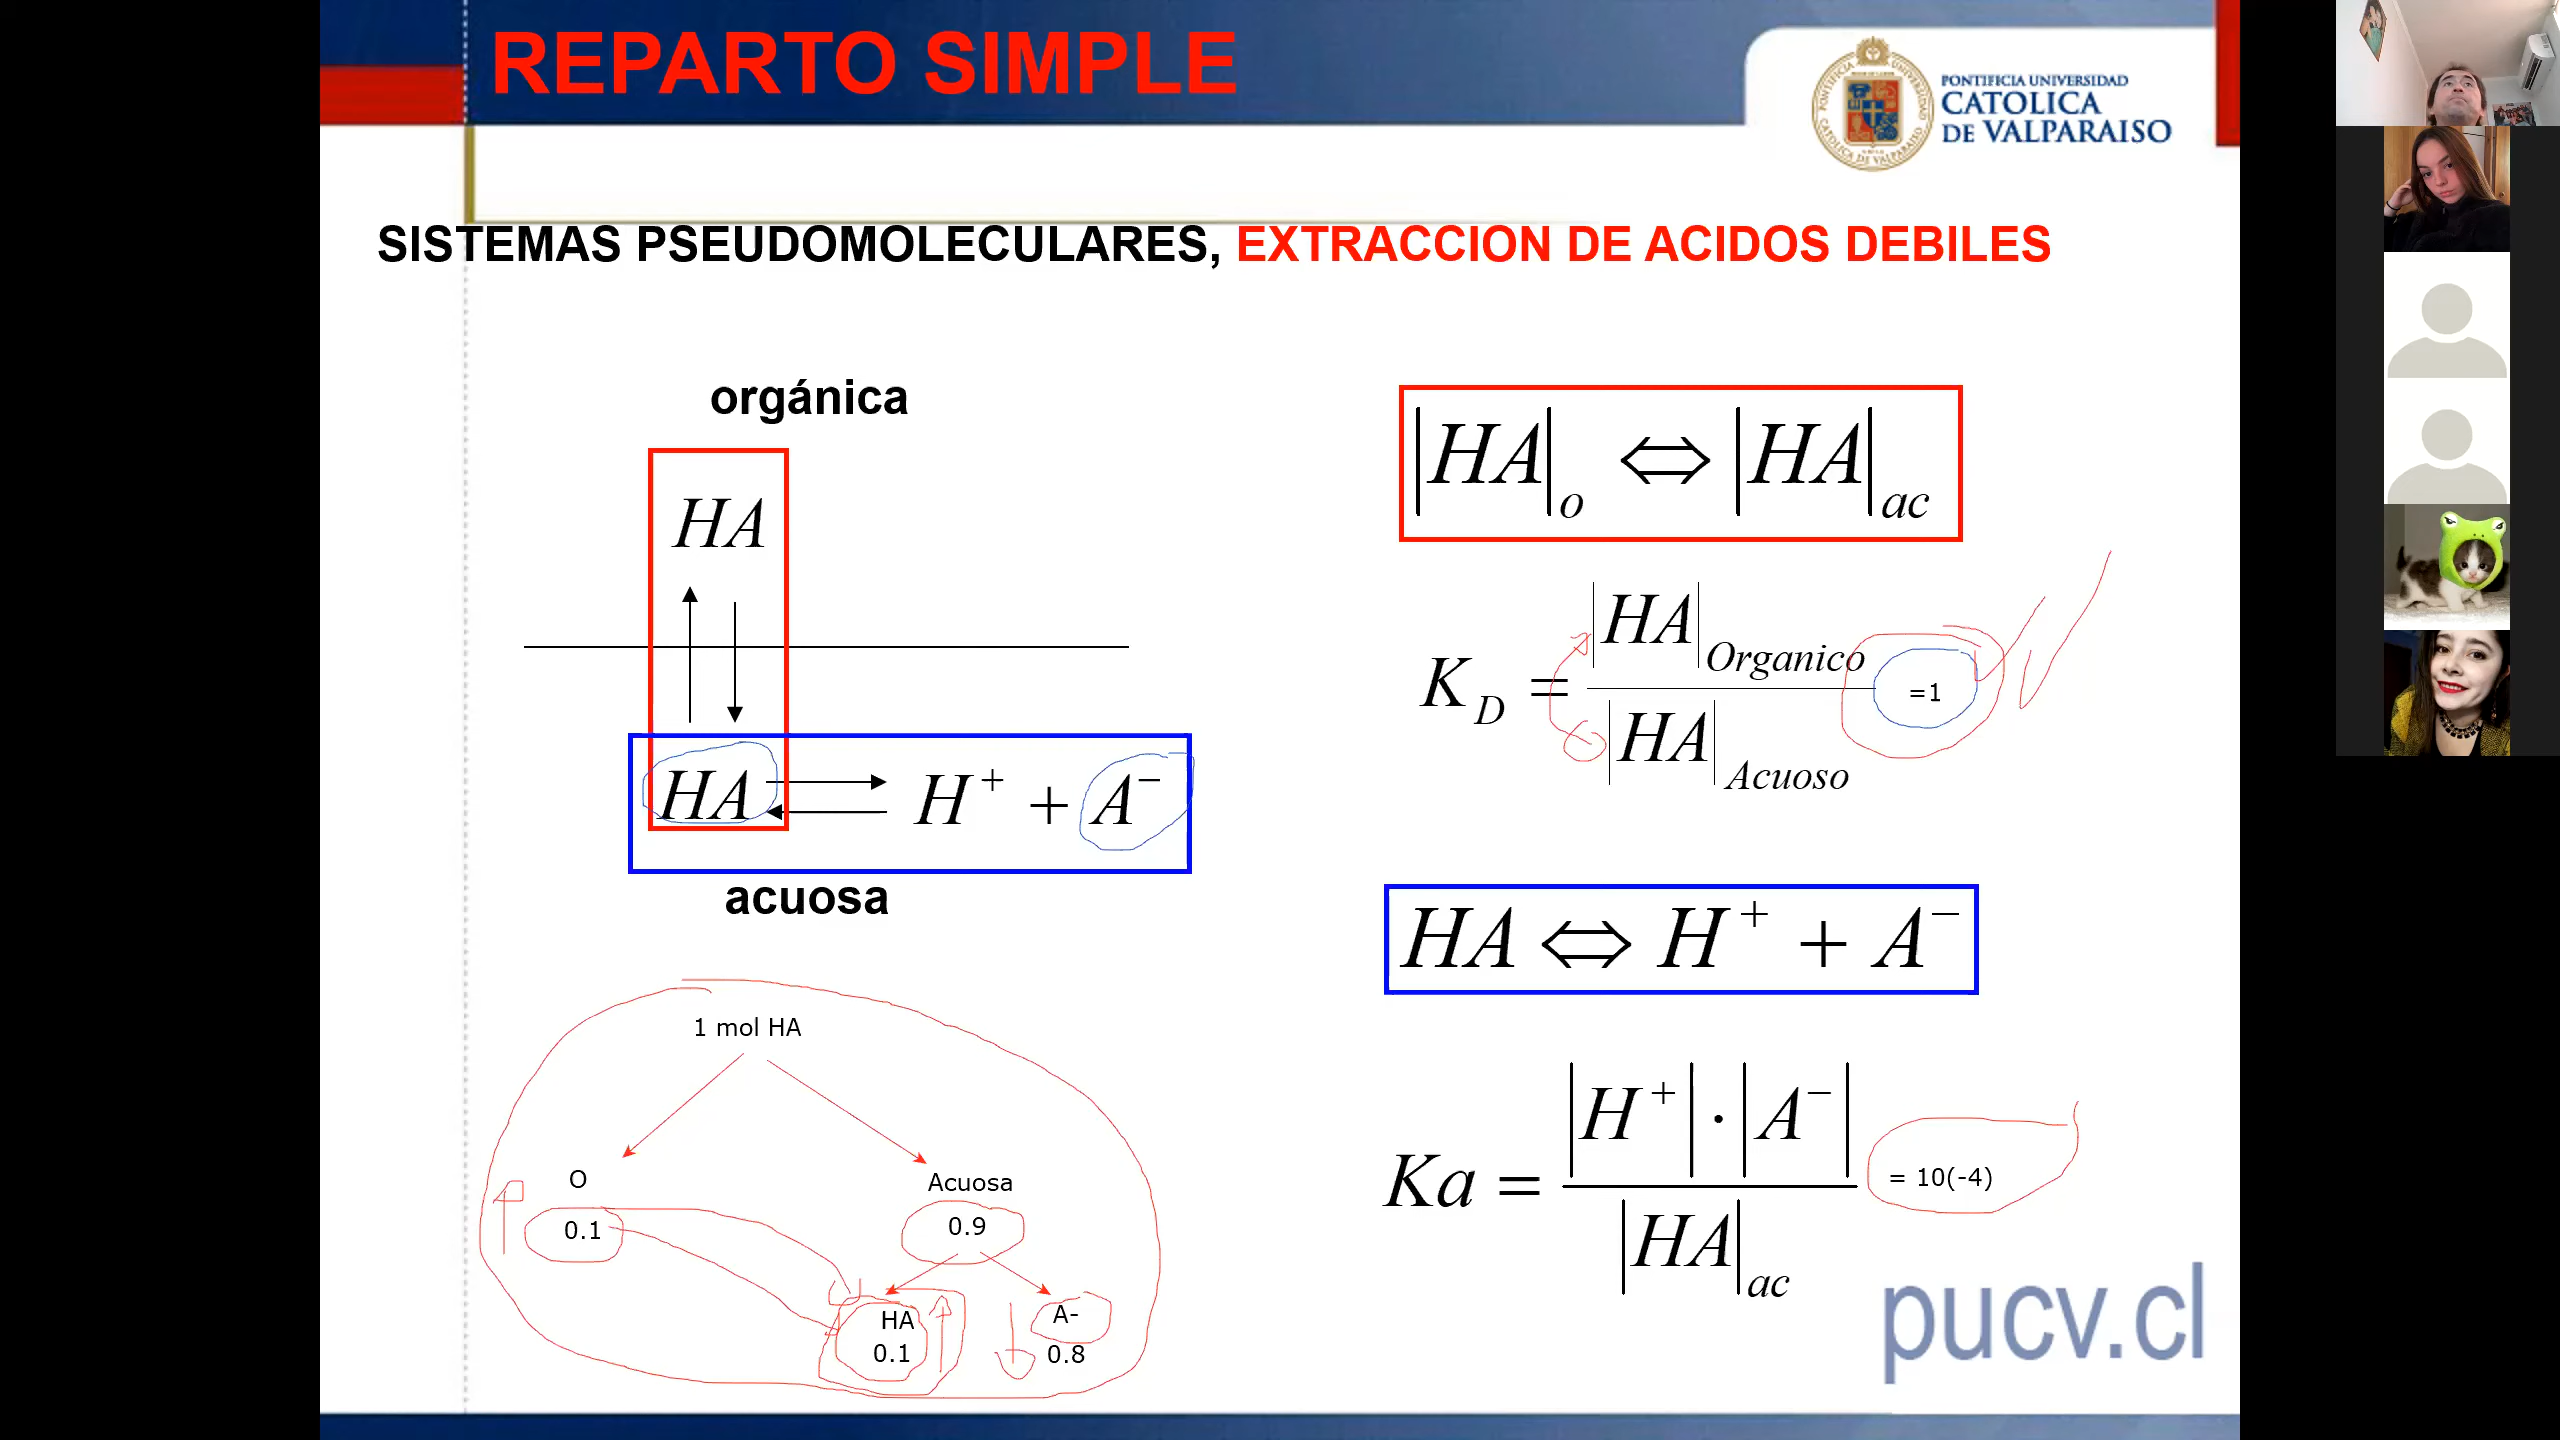 REPARTO SIMPLE
PONTIFICIA UNIVERSIDAD
CATOLICA
DE VALPARAISO
SISTEMAS PSEUDOMOLECULARES, EXTRACCION DE ACIDOS DEBILES
orgánica
HA
HA ⇄ H⁺ + A⁻
acuosa
|HA|o ⇔ |HA|ac
K_D = |HA|Organico / |HA|Acuoso =1
HA ⇔ H⁺ + A⁻
Ka = |H⁺|·|A⁻| / |HA|ac = 10(-4)
1 mol HA
O Acuosa
0.1 0.9
HA A-
0.1 0.8
pucv.cl